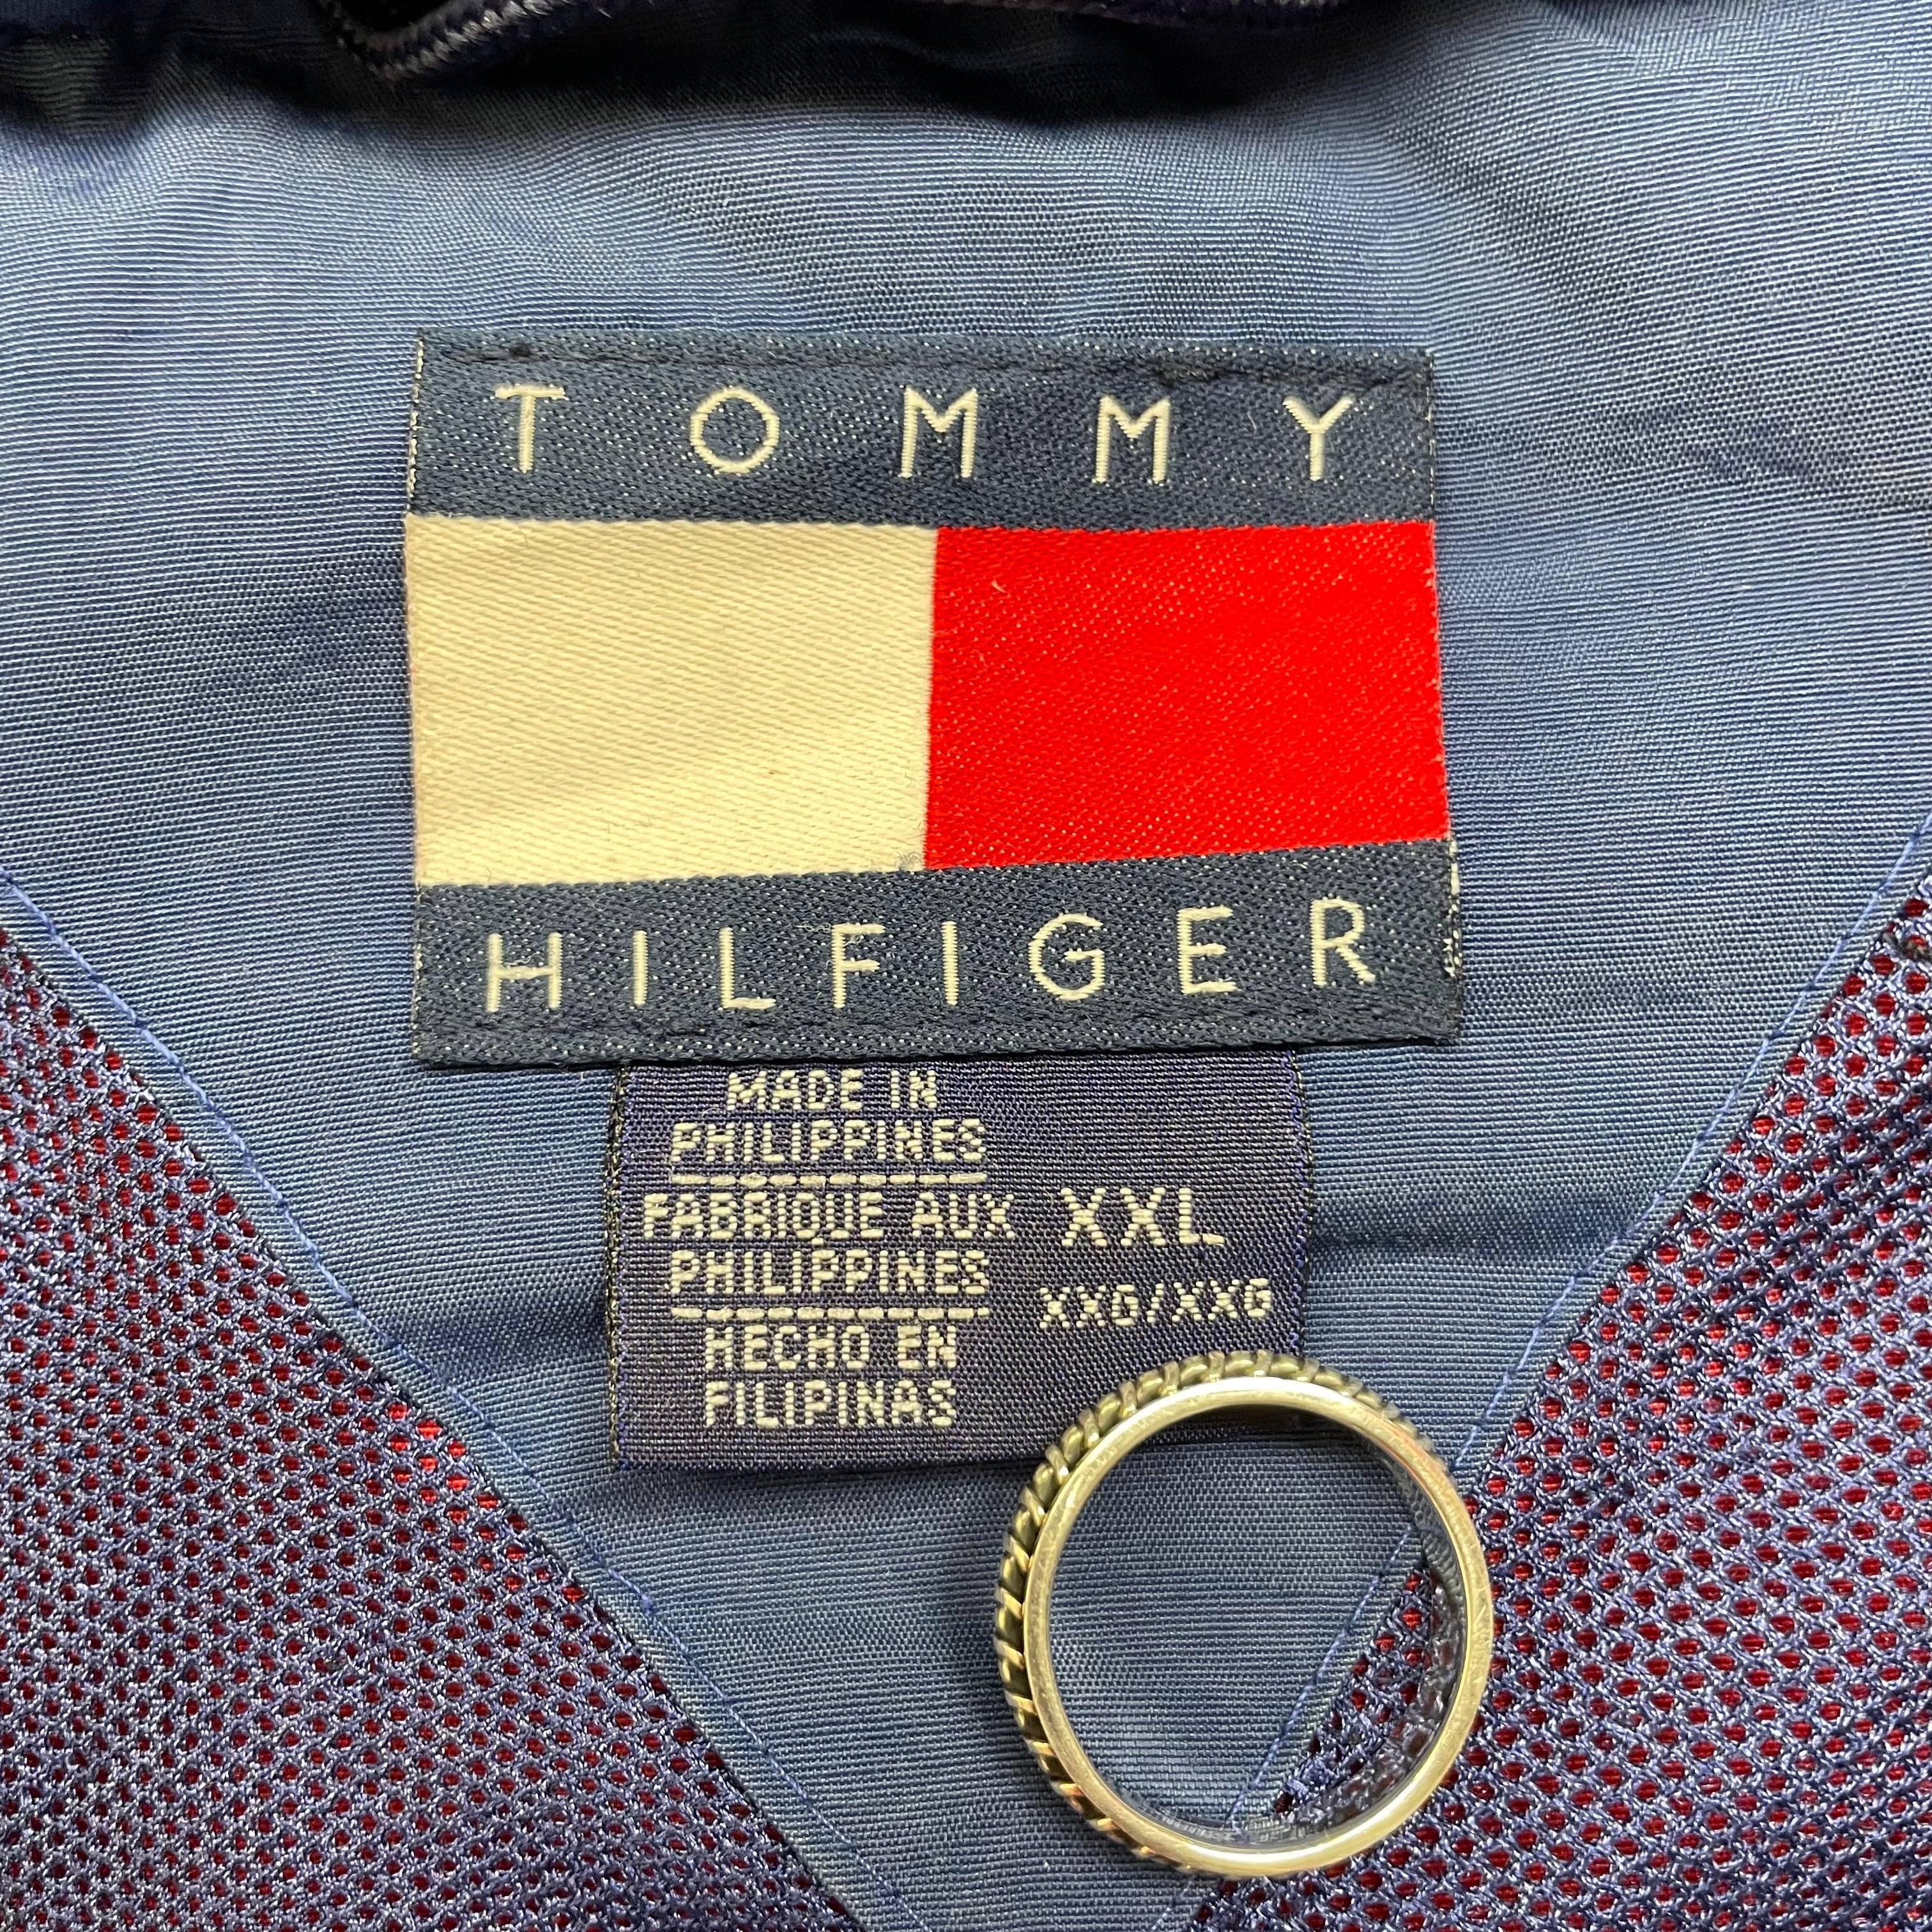 TOMMY
HILFIGER
MADE IN
PHILIPPINES
FABRIQUE AUX
PHILIPPINES
HECHO EN
FILIPINAS
XXL
XXG/XXG